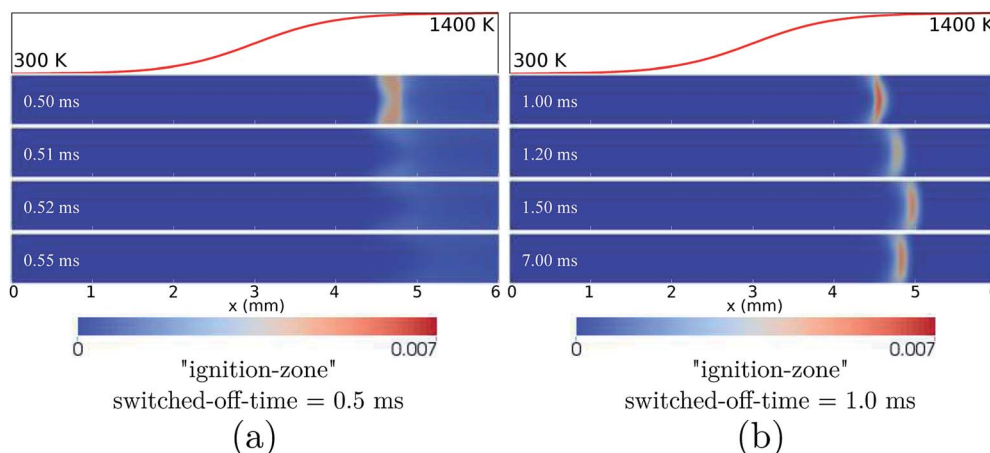 1400 K
300 K
0.50 ms
0.51 ms
0.52 ms
0.55 ms
0 1 2 3 4 5 6
x (mm)
0 0.007
"ignition-zone"
switched-off-time = 0.5 ms
(a)
1400 K
300 K
1.00 ms
1.20 ms
1.50 ms
7.00 ms
0 1 2 3 4 5
x (mm)
0 0.007
"ignition-zone"
switched-off-time = 1.0 ms
(b)